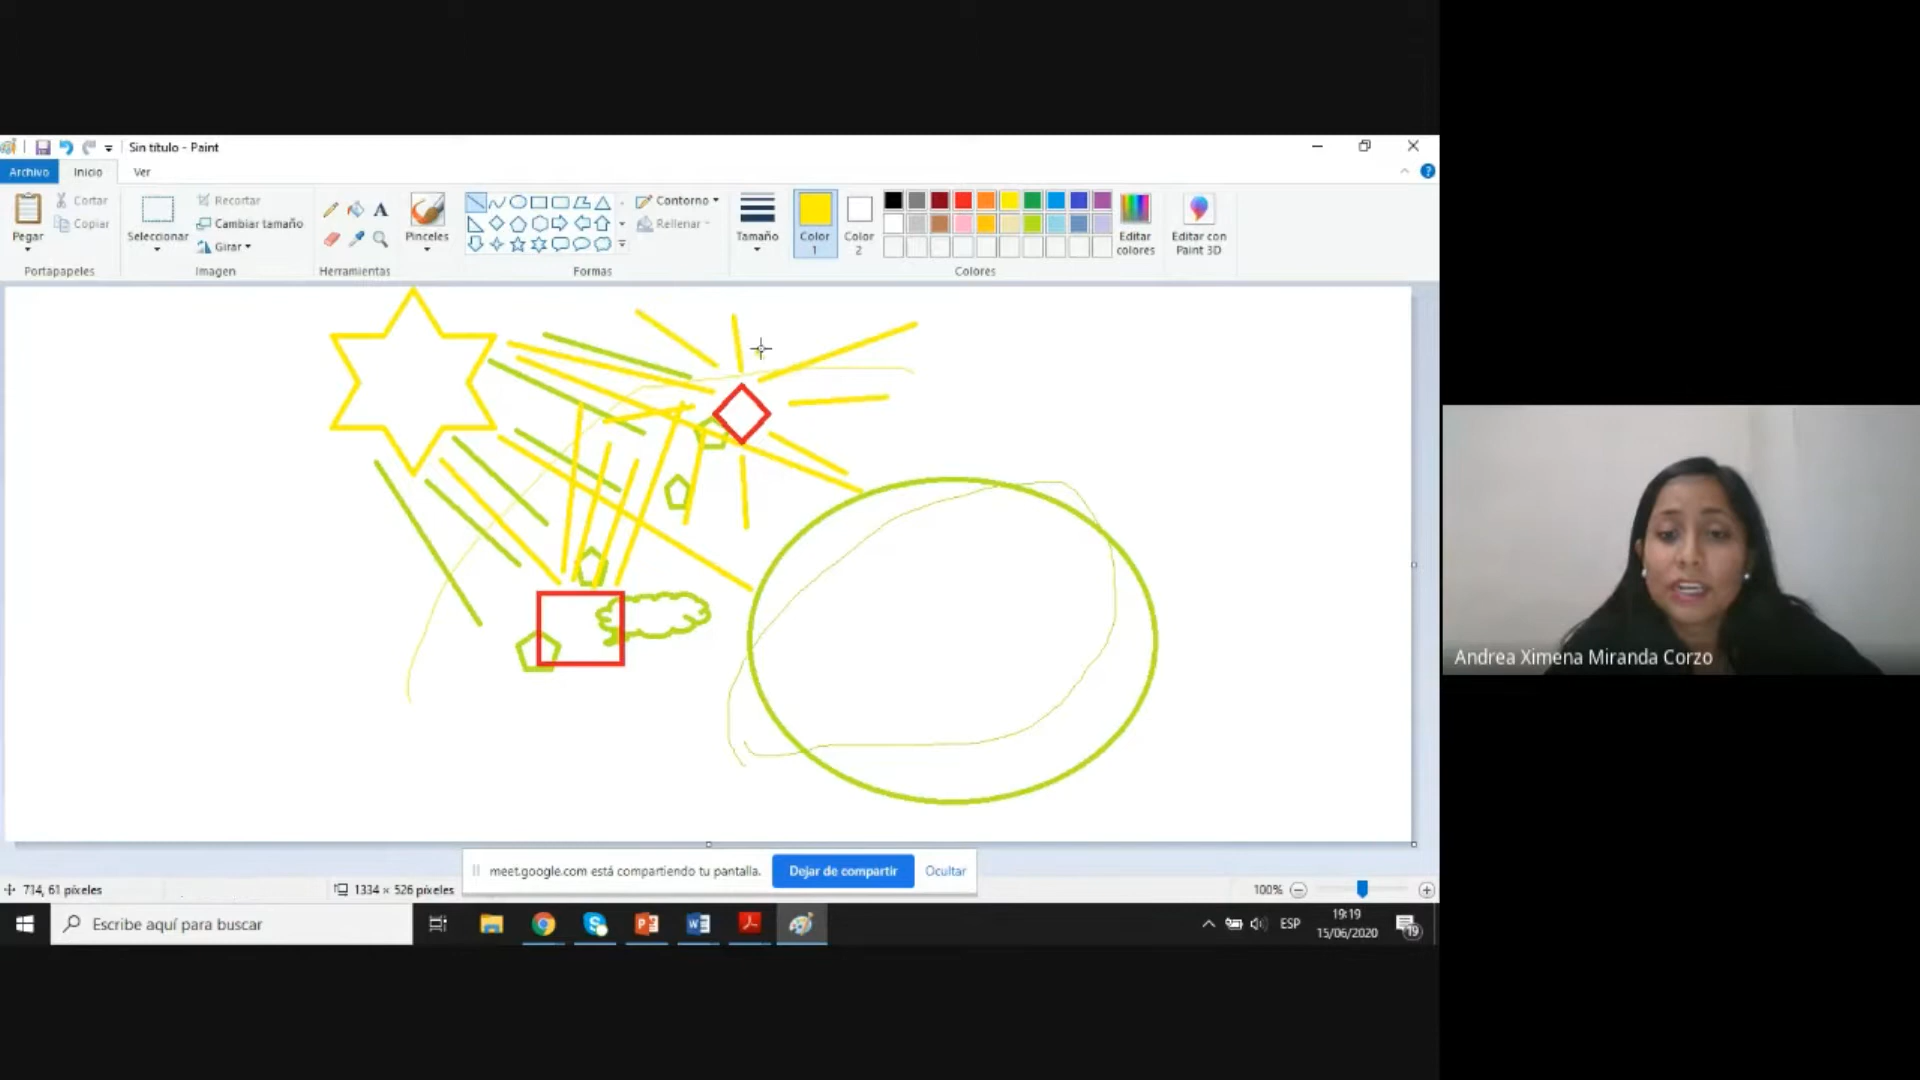 Sin título - Paint
Archivo Inicio Ver
Pegar
Cortar
Copiar
Portapapeles
Seleccionar
Recortar
Cambiar tamaño
Girar
Imagen
A
Herramientas
Pinceles
Contorno
Rellenar
Formas
Tamaño
Color 1
Color 2
Editar colores
Editar con Paint 3D
Colores
Andrea Ximena Miranda Corzo
meet.google.com está compartiendo tu pantalla. Dejar de compartir Ocultar
714, 61 píxeles
1334 × 526 píxeles
100%
Escribe aquí para buscar
ESP
19:19
15/06/2020
19